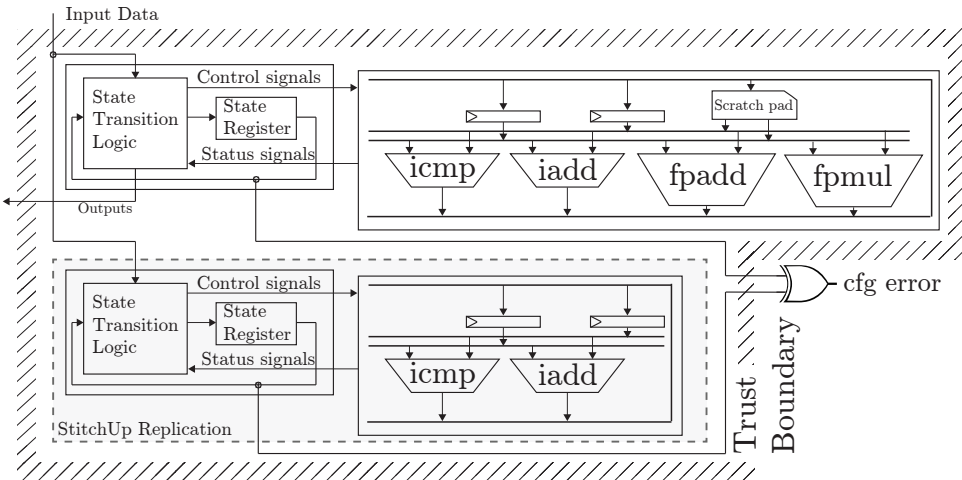 Input Data
Control signals
State
Transition
Logic
State
Register
Status signals
Outputs
Scratch pad
icmp
iadd
fpadd
fpmul
Control signals
State
Transition
Logic
State
Register
Status signals
icmp
iadd
StitchUp Replication
cfg error
Trust
Boundary